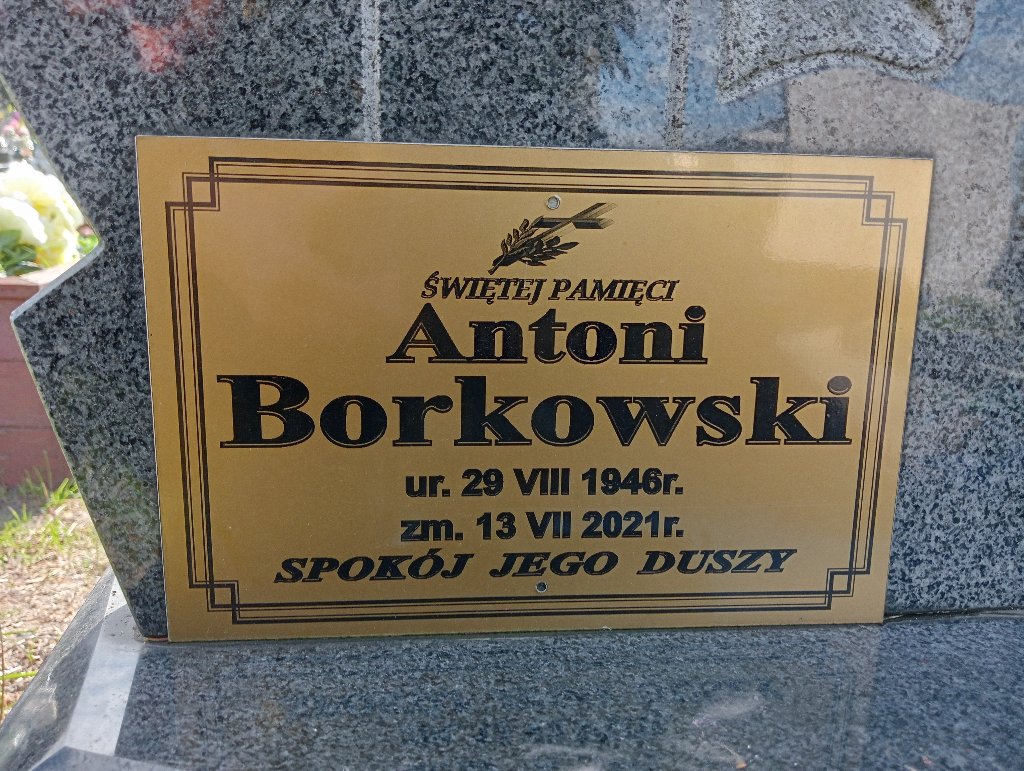 ŚWIĘTEJ PAMIĘCI
Antoni
Borkowski
ur. 29 VIII 1946r.
zm. 13 VII 2021r.
SPOKÓJ JEGO DUSZY